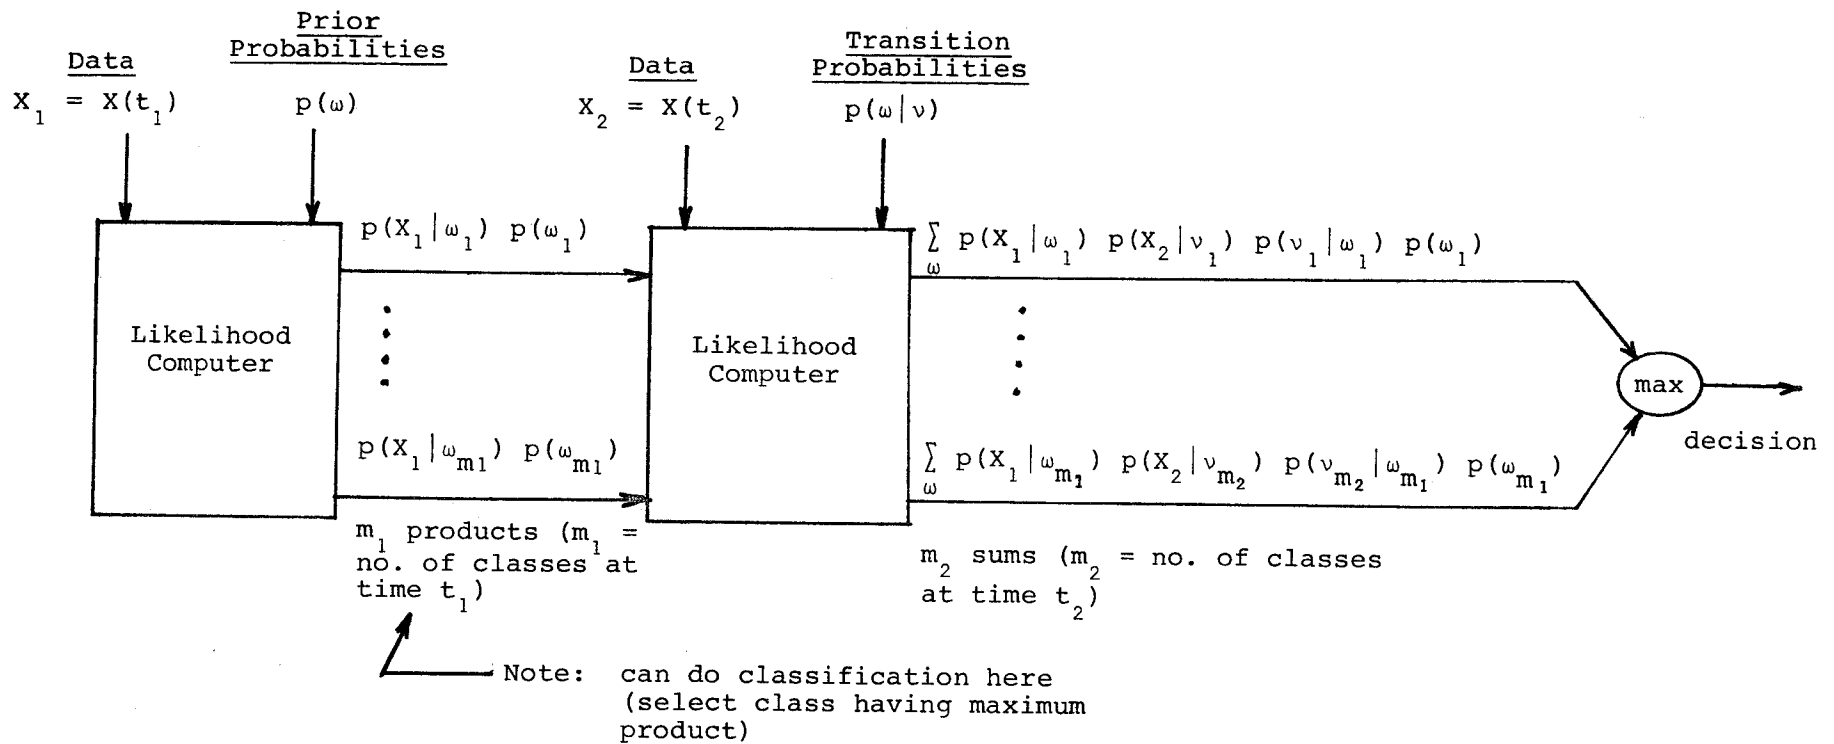 Prior
Probabilities
Data
X₁ = X(t₁)
p(ω)
Data
X₂ = X(t₂)
Transition
Probabilities
p(ω|ν)
Likelihood
Computer
p(X₁|ω₁) p(ω₁)
p(X₁|ωₘ₁) p(ωₘ₁)
m₁ products (m₁ =
no. of classes at
time t₁)
Likelihood
Computer
∑ p(X₁|ω₁) p(X₂|ν₁) p(ν₁|ω₁) p(ω₁)
ω
∑ p(X₁|ωₘ₁) p(X₂|νₘ₂) p(νₘ₂|ωₘ₁) p(ωₘ₁)
ω
m₂ sums (m₂ = no. of classes
at time t₂)
max
decision
Note: can do classification here
(select class having maximum
product)